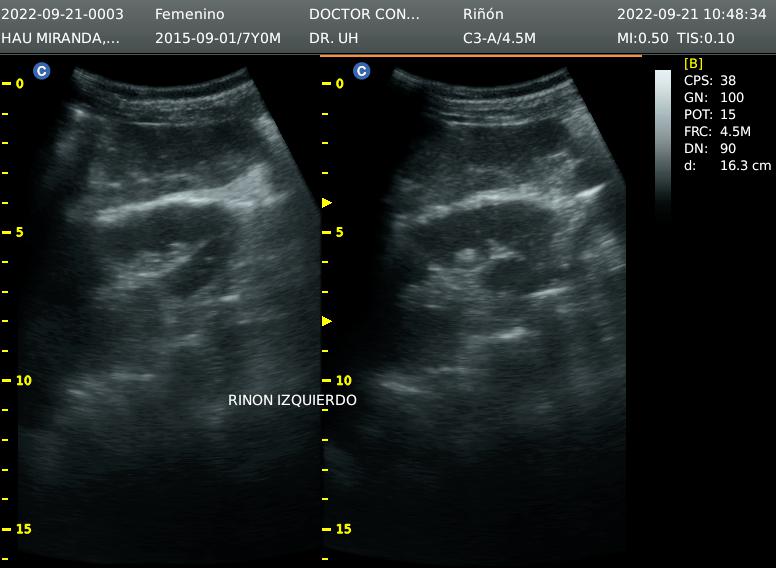 2022-09-21-0003 Femenino DOCTOR CON... Riñón 2022-09-21 10:48:34
HAU MIRANDA,... 2015-09-01/7Y0M DR. UH C3-A/4.5M MI:0.50 TIS:0.10
C C
[B]
CPS: 38
GN: 100
POT: 15
FRC: 4.5M
DN: 90
d: 16.3 cm
0 0
5 5
10 10
RINON IZQUIERDO
15 15